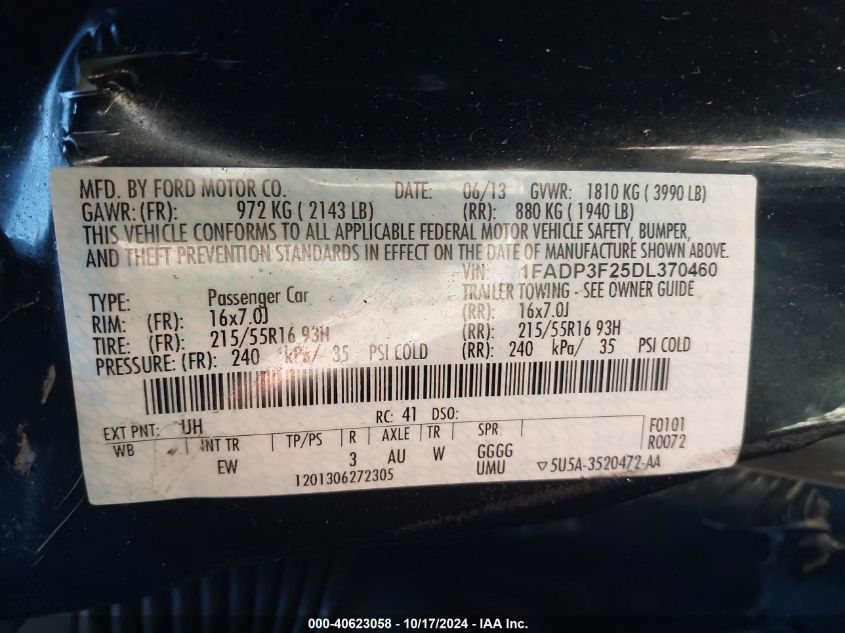 MFD. BY FORD MOTOR CO. DATE: 06/13 GVWR: 1810 KG ( 3990 LB)
GAWR: (FR): 972 KG ( 2143 LB) (RR): 880 KG ( 1940 LB)
THIS VEHICLE CONFORMS TO ALL APPLICABLE FEDERAL MOTOR VEHICLE SAFETY, BUMPER,
AND THEFT PREVENTION STANDARDS IN EFFECT ON THE DATE OF MANUFACTURE SHOWN ABOVE.
VIN: 1FADP3F25DL370460
TYPE: Passenger Car TRAILER TOWING - SEE OWNER GUIDE
RIM: (FR): 16x7.0J (RR): 16x7.0J
TIRE: (FR): 215/55R16 93H (RR): 215/55R16 93H
PRESSURE: (FR): 240 kPa/ 35 PSI COLD (RR): 240 kPa/ 35 PSI COLD
EXT PNT: UH RC: 41 DSO: F0101
WB INT TR TP/PS R AXLE TR SPR R0072
EW 3 AU W GGGG
UMU ▽5U5A-3520472-AA
1201306272305
000-40623058 - 10/17/2024 - IAA Inc.